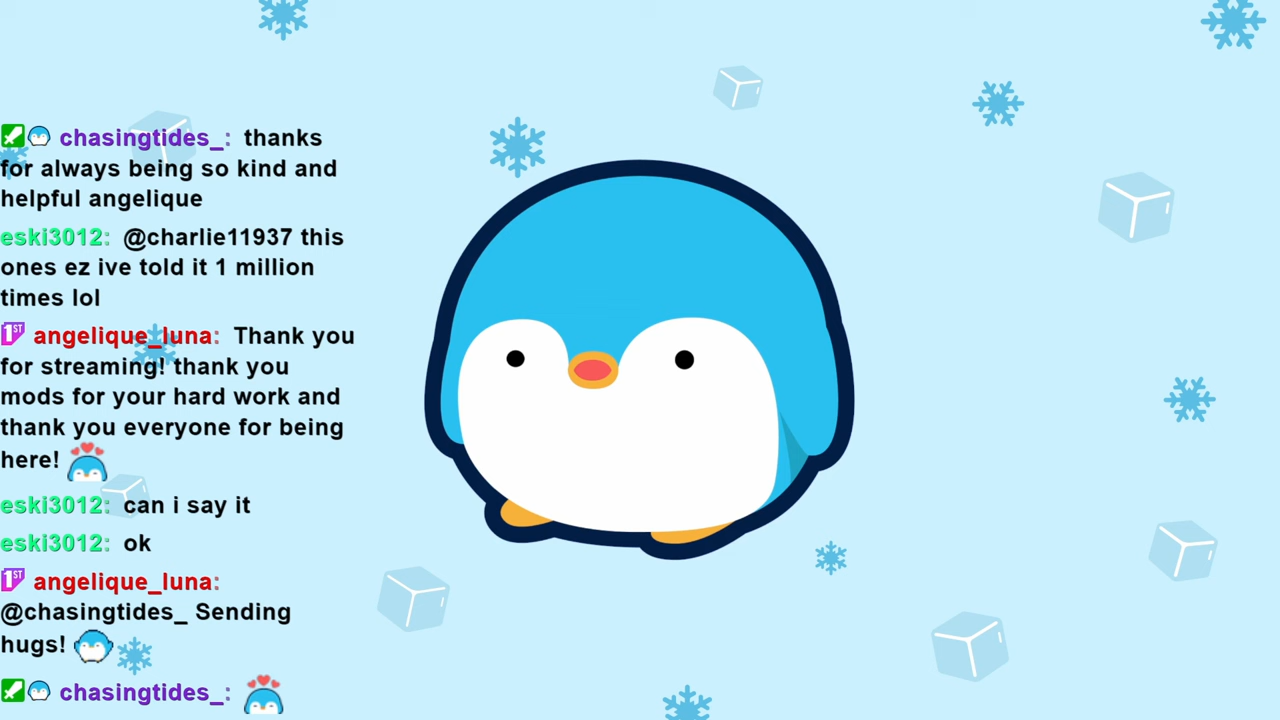 chasingtides_: thanks
for always being so kind and
helpful angelique
eski3012: @charlie11937 this
ones ez ive told it 1 million
times lol
1ST angelique_luna: Thank you
for streaming! thank you
mods for your hard work and
thank you everyone for being
here!
eski3012: can i say it
eski3012: ok
1ST angelique_luna:
@chasingtides_ Sending
hugs!
chasingtides_: